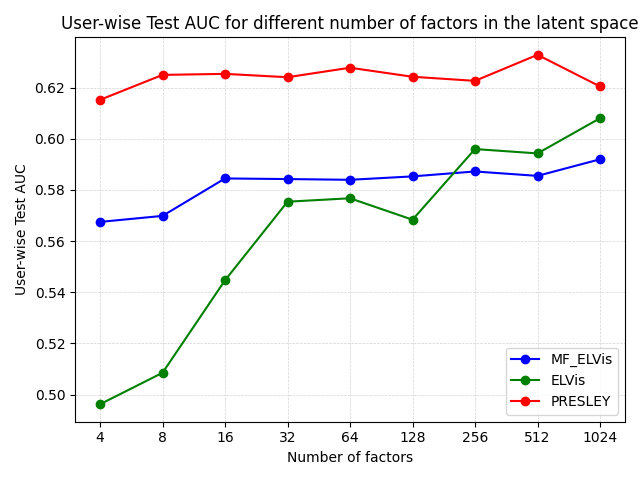 User-wise Test AUC for different number of factors in the latent space
User-wise Test AUC
0.62
0.60
0.58
0.56
0.54
0.52
0.50
4 8 16 32 64 128 256 512 1024
Number of factors
MF_ELVis
ELVis
PRESLEY